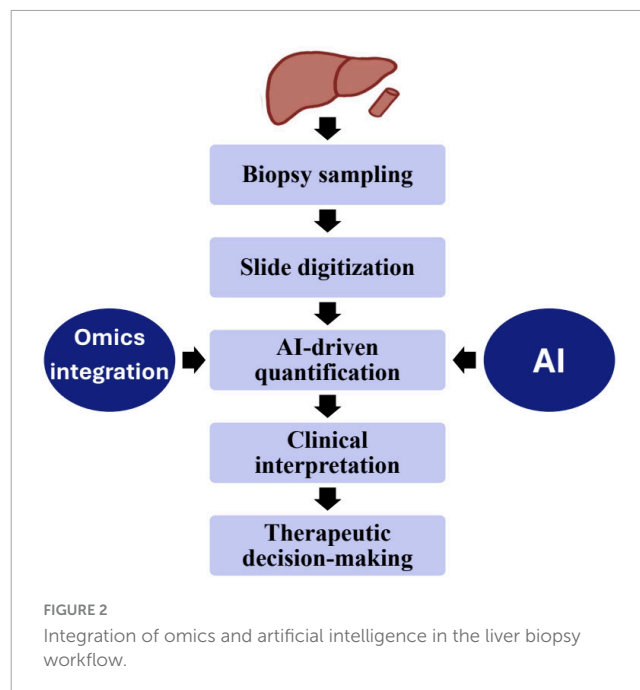 Biopsy sampling
Slide digitization
Omics
integration
AI-driven
quantification
AI
Clinical
interpretation
Therapeutic
decision-making
FIGURE 2
Integration of omics and artificial intelligence in the liver biopsy
workflow.